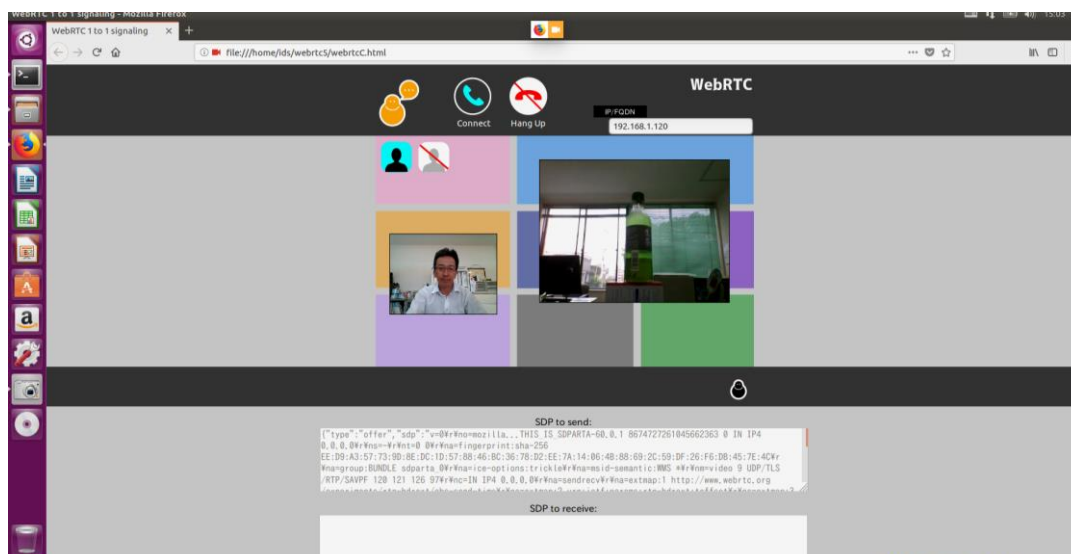 WebRTC 1 to 1 signaling - Mozilla Firefox
15:03
WebRTC 1 to 1 signaling
file:///home/ids/webrtcS/webrtcC.html
WebRTC
Connect
Hang Up
IP/FQDN
192.168.1.120
SDP to send:
{"type":"offer","sdp":"v=0¥r¥no=mozilla...THIS_IS_SDPARTA-60.0.1 8674727261045662363 0 IN IP4
0.0.0.0¥r¥ns=-¥r¥nt=0 0¥r¥na=fingerprint:sha-256
EE:D9:A3:57:73:9D:8E:DC:1D:57:88:46:BC:36:78:D2:EE:7A:14:06:48:88:69:2C:59:DF:26:F6:DB:45:7E:4C¥r
¥na=group:BUNDLE sdparta_0¥r¥na=ice-options:trickle¥r¥na=msid-semantic:WMS *¥r¥nm=video 9 UDP/TLS
/RTP/SAVPF 120 121 126 97¥r¥nc=IN IP4 0.0.0.0¥r¥na=sendrecv¥r¥na=extmap:1 http://www.webrtc.org
SDP to receive: